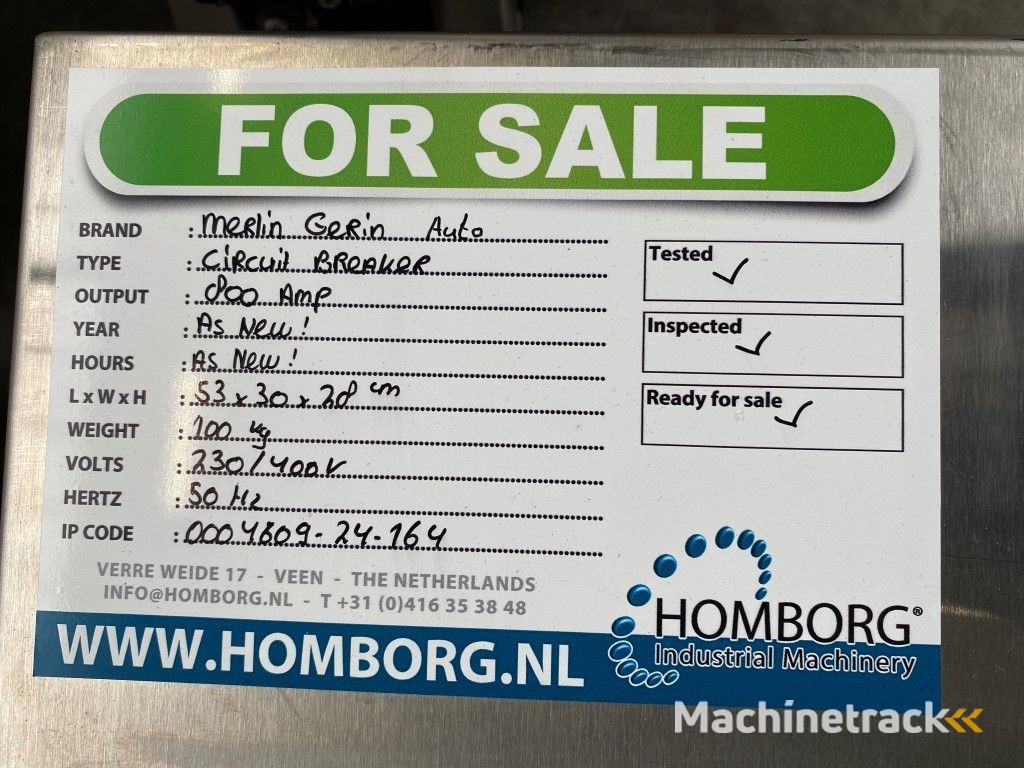 FOR SALE
BRAND : Merlin Gerin Auto
TYPE : Circuit Breaker
OUTPUT : 800 Amp
YEAR : As New!
HOURS : As New!
L x W x H : 53 x 30 x 28 cm
WEIGHT : 100 kg
VOLTS : 230/400V
HERTZ : 50 Hz
IP CODE : 0004809-24-164
Tested ✓
Inspected ✓
Ready for sale ✓
VERRE WEIDE 17 - VEEN - THE NETHERLANDS
INFO@HOMBORG.NL - T +31 (0)416 35 38 48
WWW.HOMBORG.NL
HOMBORG®
Industrial Machinery
Machinetrack